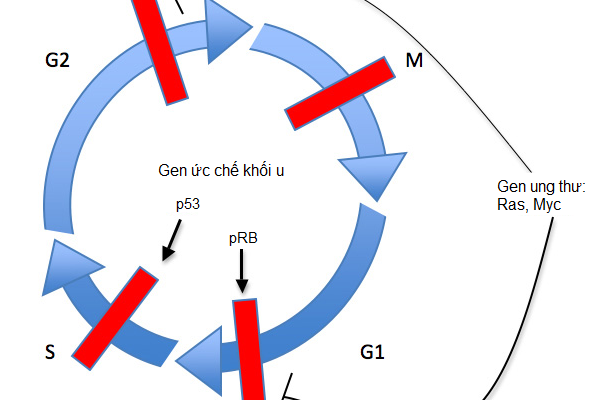 G2
M
Gen ức chế khối u
p53
Gen ung thư:
Ras, Myc
pRB
S
G1